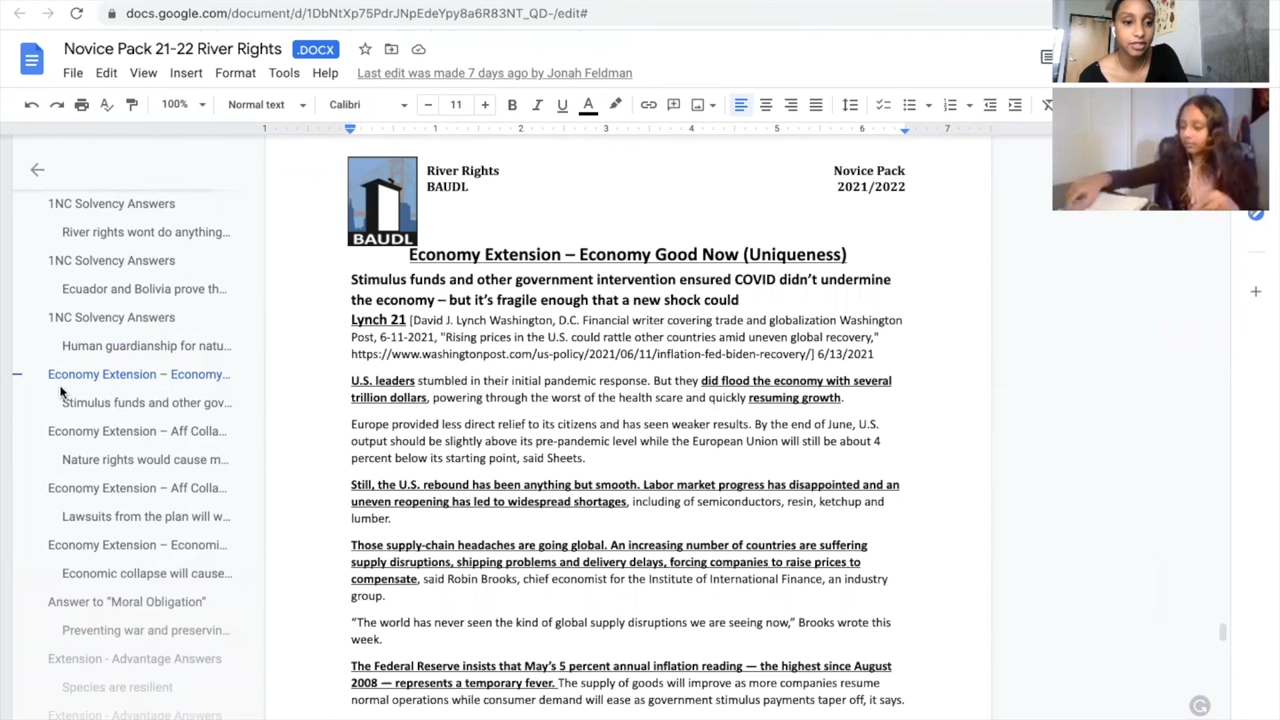 docs.google.com/document/d/1DbNtXp75PdrJNpEdeYpy8a6R83NT_QD-/edit#
Novice Pack 21-22 River Rights .DOCX
File Edit View Insert Format Tools Help Last edit was made 7 days ago by Jonah Feldman
100% Normal text Calibri 11 B I U A
1 1 2 3 4 5 6 7
1NC Solvency Answers
River rights wont do anything...
1NC Solvency Answers
Ecuador and Bolivia prove th...
1NC Solvency Answers
Human guardianship for natu...
Economy Extension – Economy...
Stimulus funds and other gov...
Economy Extension – Aff Colla...
Nature rights would cause m...
Economy Extension – Aff Colla...
Lawsuits from the plan will w...
Economy Extension – Economi...
Economic collapse will cause...
Answer to "Moral Obligation"
Preventing war and preservin...
Extension - Advantage Answers
Species are resilient
Extension - Advantage Answers
River Rights Novice Pack
BAUDL 2021/2022
BAUDL
Economy Extension – Economy Good Now (Uniqueness)
Stimulus funds and other government intervention ensured COVID didn't undermine
the economy – but it's fragile enough that a new shock could
Lynch 21 [David J. Lynch Washington, D.C. Financial writer covering trade and globalization Washington
Post, 6-11-2021, "Rising prices in the U.S. could rattle other countries amid uneven global recovery,"
https://www.washingtonpost.com/us-policy/2021/06/11/inflation-fed-biden-recovery/] 6/13/2021
U.S. leaders stumbled in their initial pandemic response. But they did flood the economy with several
trillion dollars, powering through the worst of the health scare and quickly resuming growth.
Europe provided less direct relief to its citizens and has seen weaker results. By the end of June, U.S.
output should be slightly above its pre-pandemic level while the European Union will still be about 4
percent below its starting point, said Sheets.
Still, the U.S. rebound has been anything but smooth. Labor market progress has disappointed and an
uneven reopening has led to widespread shortages, including of semiconductors, resin, ketchup and
lumber.
Those supply-chain headaches are going global. An increasing number of countries are suffering
supply disruptions, shipping problems and delivery delays, forcing companies to raise prices to
compensate, said Robin Brooks, chief economist for the Institute of International Finance, an industry
group.
"The world has never seen the kind of global supply disruptions we are seeing now," Brooks wrote this
week.
The Federal Reserve insists that May's 5 percent annual inflation reading — the highest since August
2008 — represents a temporary fever. The supply of goods will improve as more companies resume
normal operations while consumer demand will ease as government stimulus payments taper off, it says.